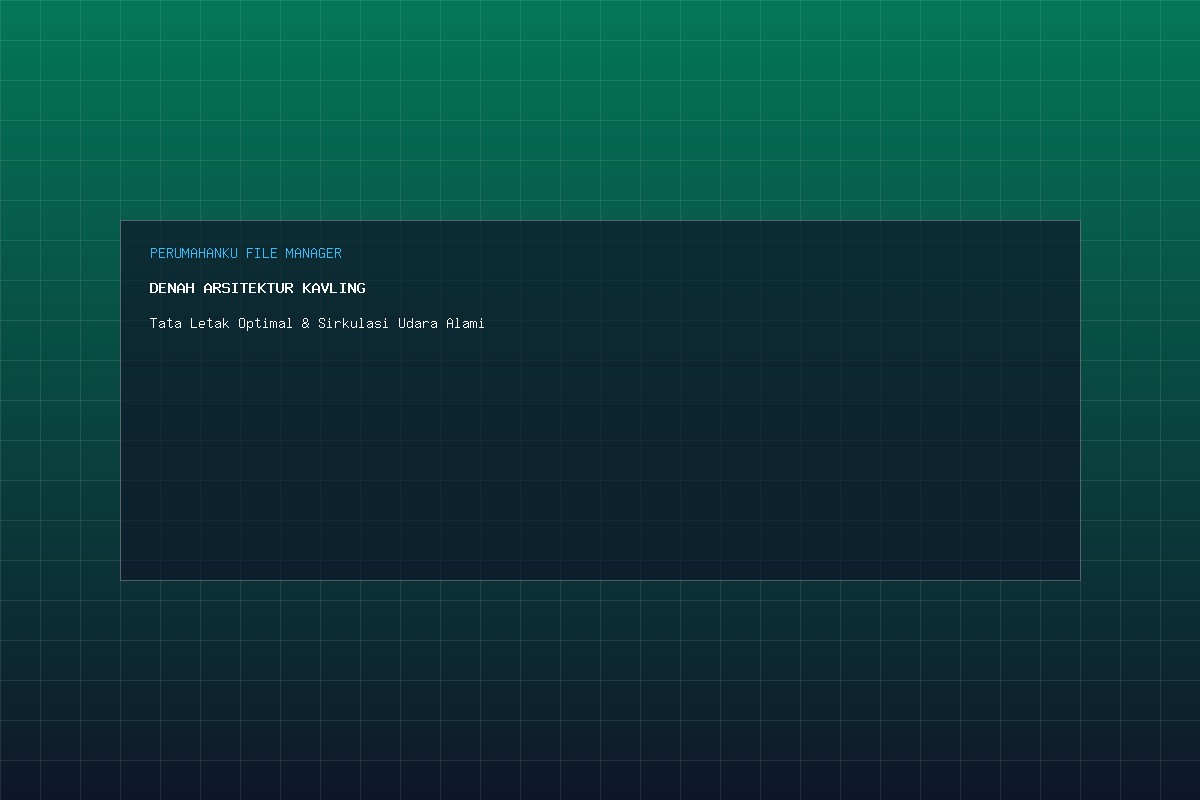 PERUMAHANKU FILE MANAGER
DENAH ARSITEKTUR KAVLING
Tata Letak Optimal & Sirkulasi Udara Alami